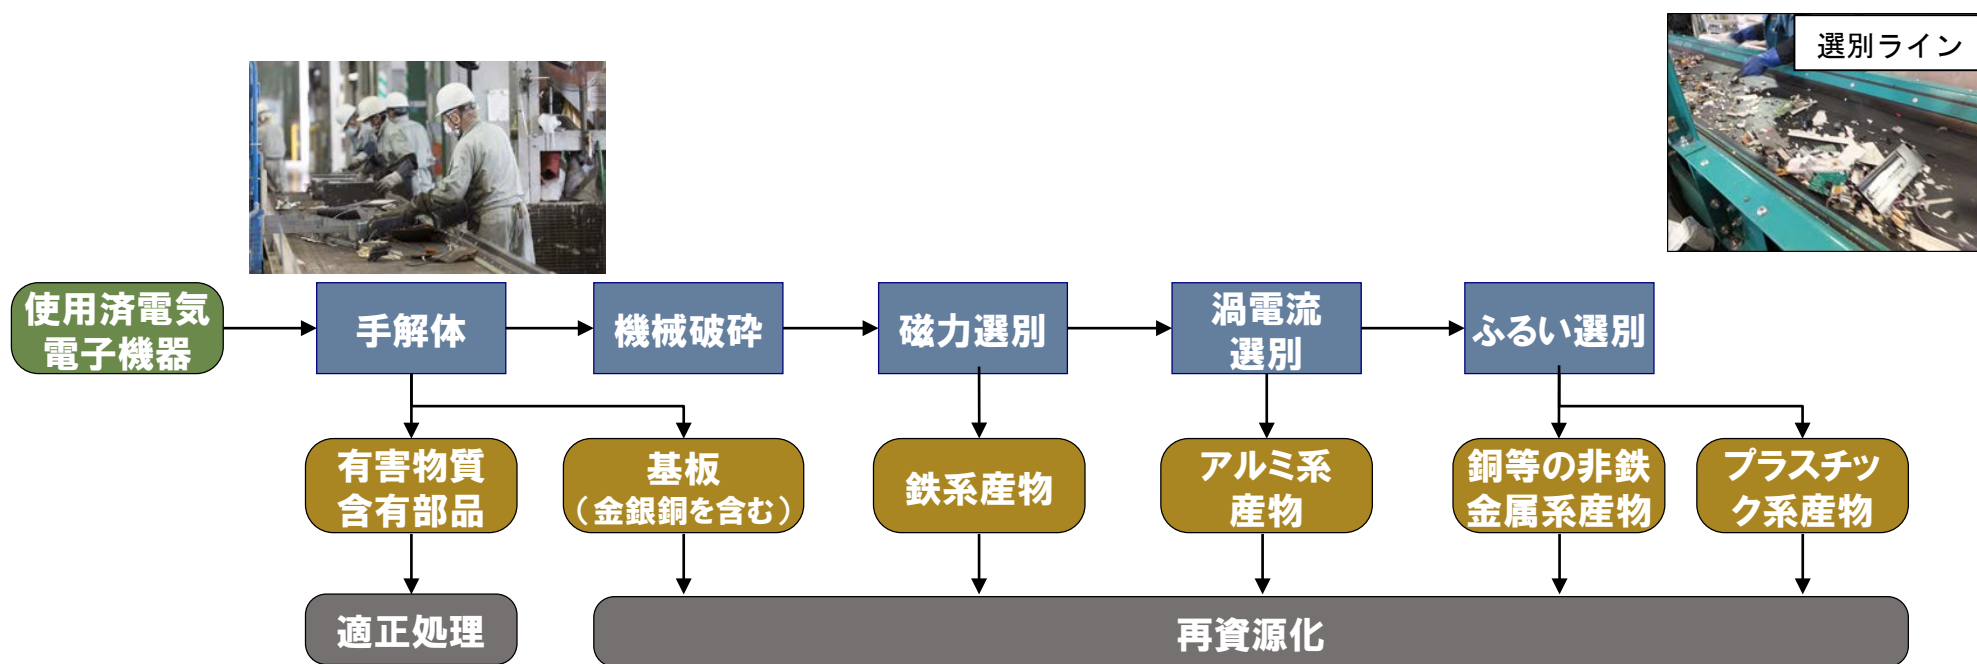 選別ライン
使用済電気
電子機器
手解体
機械破砕
磁力選別
渦電流
選別
ふるい選別
有害物質
含有部品
基板
（金銀銅を含む）
鉄系産物
アルミ系
産物
銅等の非鉄
金属系産物
プラスチッ
ク系産物
適正処理
再資源化